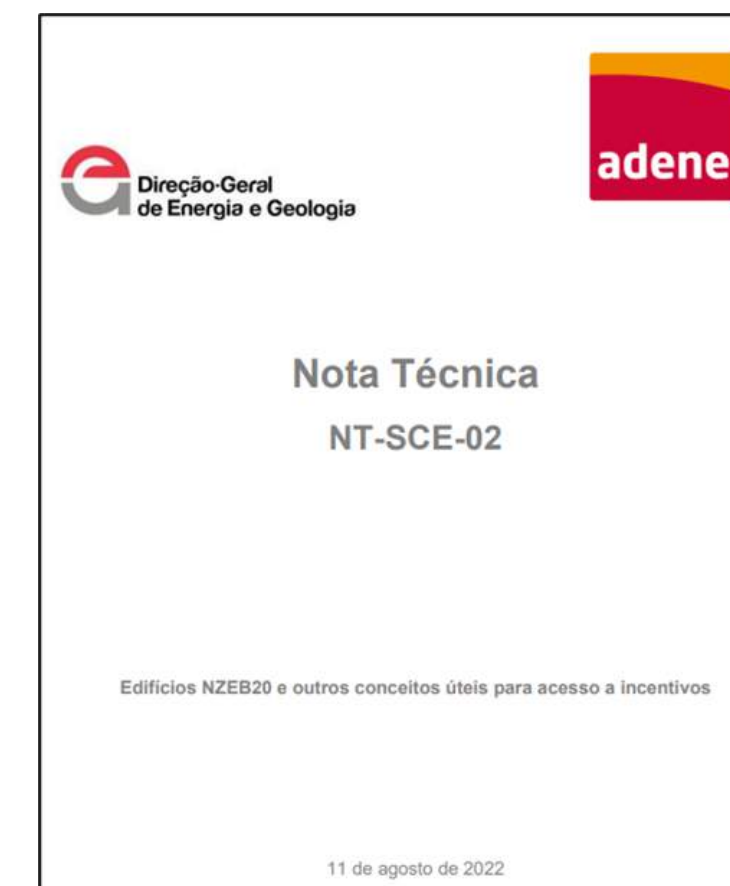 adene
Direção-Geral
de Energia e Geologia
Nota Técnica
NT-SCE-02
Edifícios NZEB20 e outros conceitos úteis para acesso a incentivos
11 de agosto de 2022